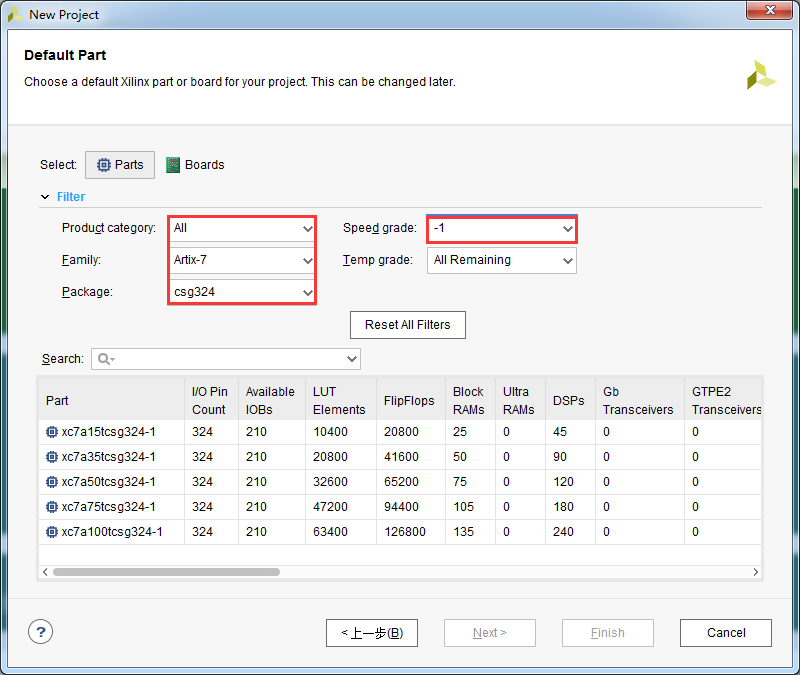 New Project
Default Part
Choose a default Xilinx part or board for your project. This can be changed later.
Select: Parts Boards
Filter
Product category: All Speed grade: -1
Family: Artix-7 Temp grade: All Remaining
Package: csg324
Reset All Filters
Search:
Part I/O Pin Count Available IOBs LUT Elements FlipFlops Block RAMs Ultra RAMs DSPs Gb Transceivers GTPE2 Transceivers
xc7a15tcsg324-1 324 210 10400 20800 25 0 45 0 0
xc7a35tcsg324-1 324 210 20800 41600 50 0 90 0 0
xc7a50tcsg324-1 324 210 32600 65200 75 0 120 0 0
xc7a75tcsg324-1 324 210 47200 94400 105 0 180 0 0
xc7a100tcsg324-1 324 210 63400 126800 135 0 240 0 0
? < 上一步(B) Next > Finish Cancel